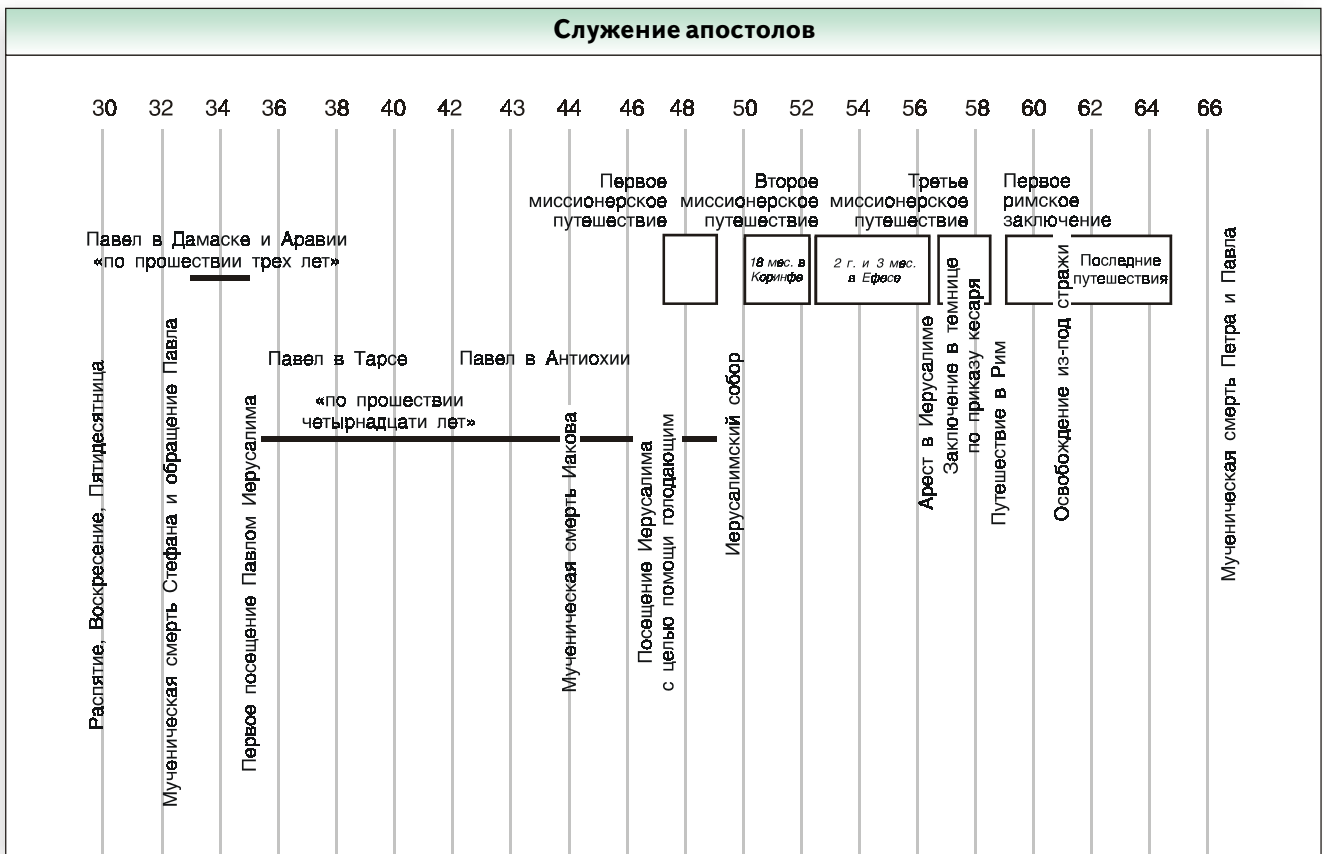 Служение апостолов
30 32 34 36 38 40 42 43 44 46 48 50 52 54 56 58 60 62 64 66
Первое
миссионерское
путешествие
Второе
миссионерское
путешествие
Третье
миссионерское
путешествие
Первое
римское
заключение
Павел в Дамаске и Аравии
«по прошествии трех лет»
18 мес. в
Коринфе
2 г. и 3 мес.
в Ефесе
Последние
путешествия
Павел в Тарсе
Павел в Антиохии
«по прошествии
четырнадцати лет»
Распятие, Воскресение, Пятидесятница
Мученическая смерть Стефана и обращение Павла
Первое посещение Павлом Иерусалима
Мученическая смерть Иакова
Посещение Иерусалима
с целью помощи голодающим
Иерусалимский собор
Арест в Иерусалиме
Заключение в темнице
по приказу кесаря
Путешествие в Рим
Освобождение из-под стражи
Мученическая смерть Петра и Павла